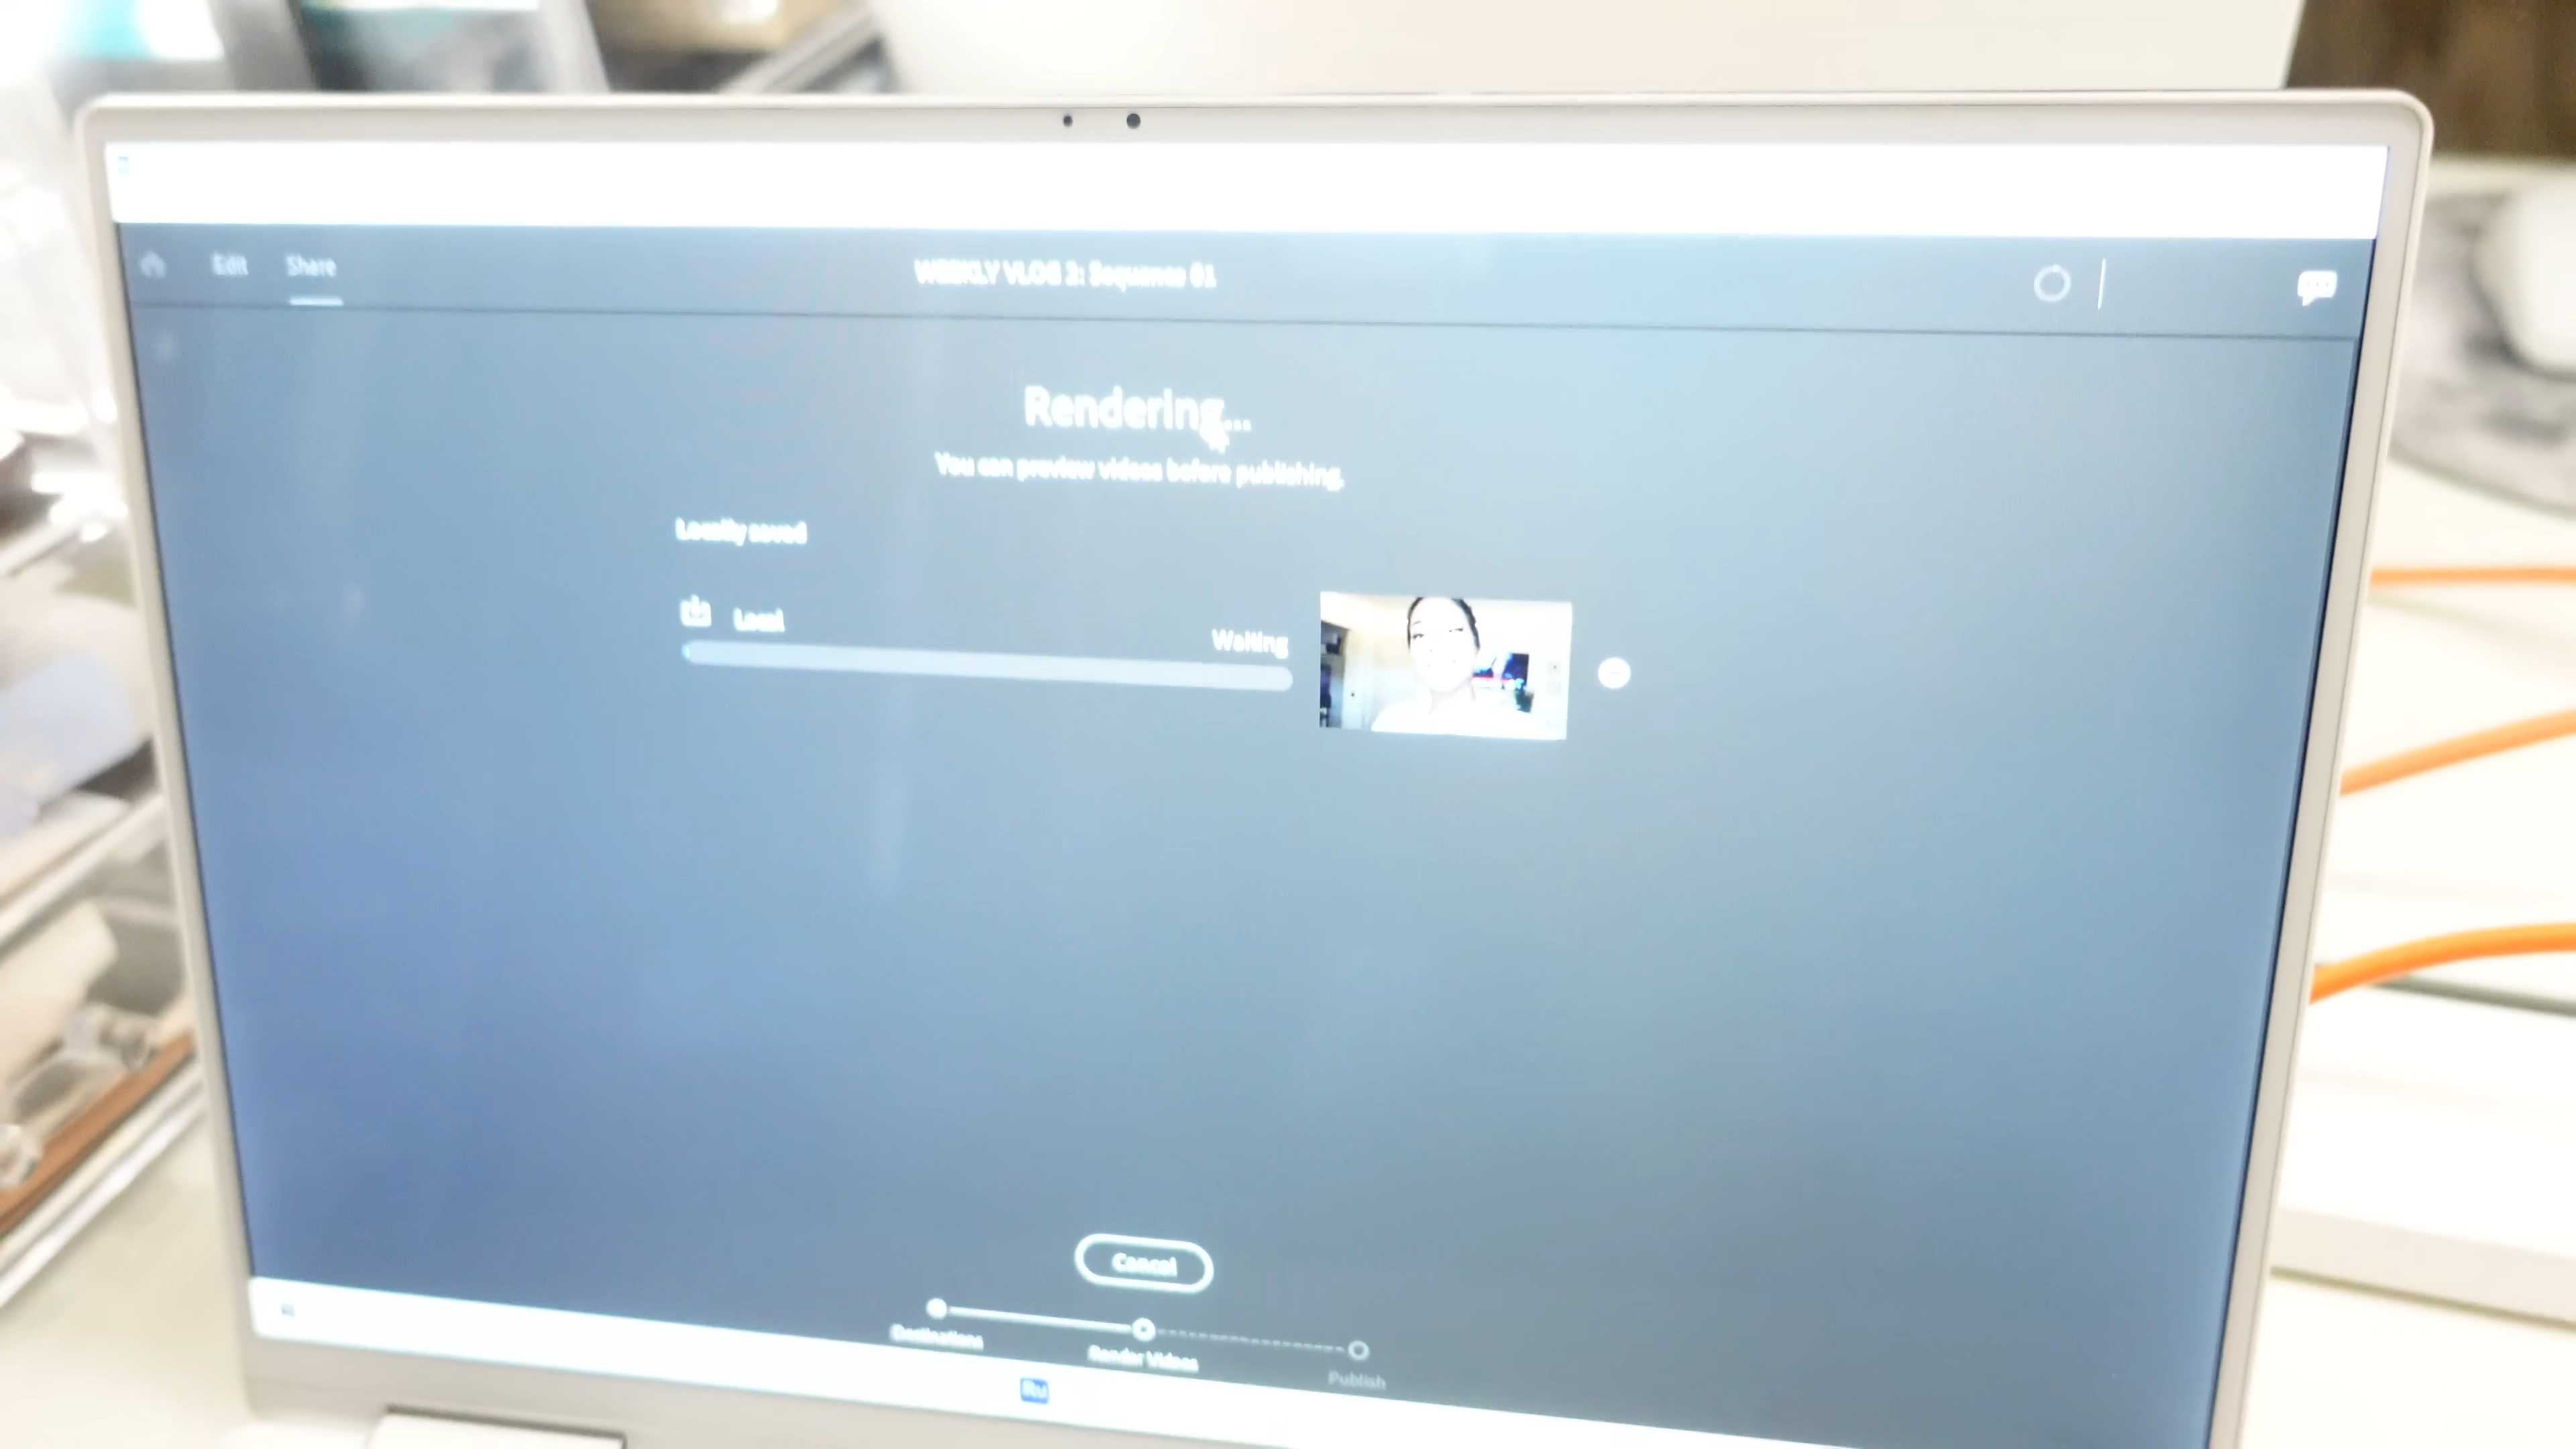 Edit Share
WEEKLY VLOG 2: Sequence 01
Rendering...
You can preview videos before publishing.
Locally saved
Local
Waiting
Cancel
Destinations
Render Videos
Publish
Ru